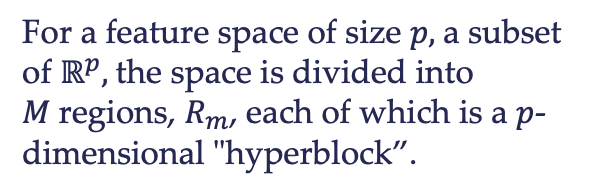 For a feature space of size p, a subset
of ℝᵖ, the space is divided into
M regions, Rₘ, each of which is a p-
dimensional "hyperblock”.